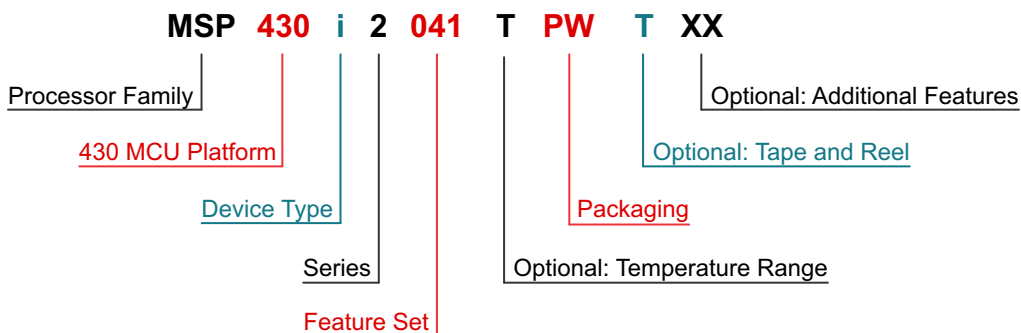 MSP 430 i 2 041 T PW T XX
Processor Family
Optional: Additional Features
430 MCU Platform
Optional: Tape and Reel
Device Type
Packaging
Series
Optional: Temperature Range
Feature Set